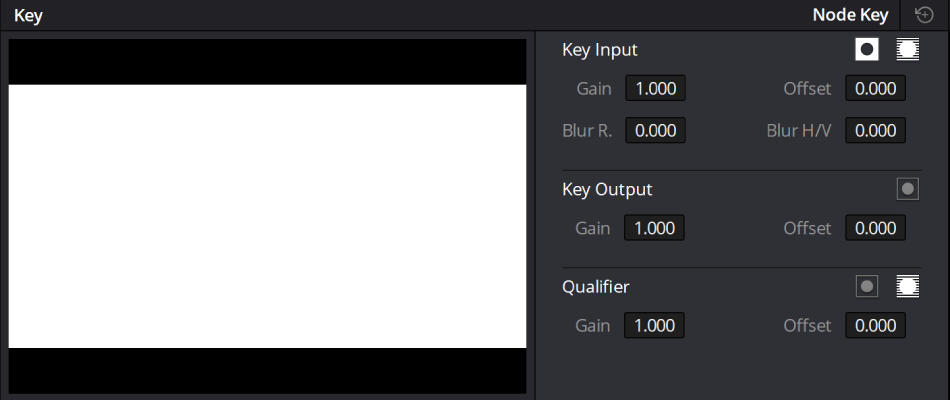 Key Node Key
Key Input
Gain 1.000 Offset 0.000
Blur R. 0.000 Blur H/V 0.000
Key Output
Gain 1.000 Offset 0.000
Qualifier
Gain 1.000 Offset 0.000